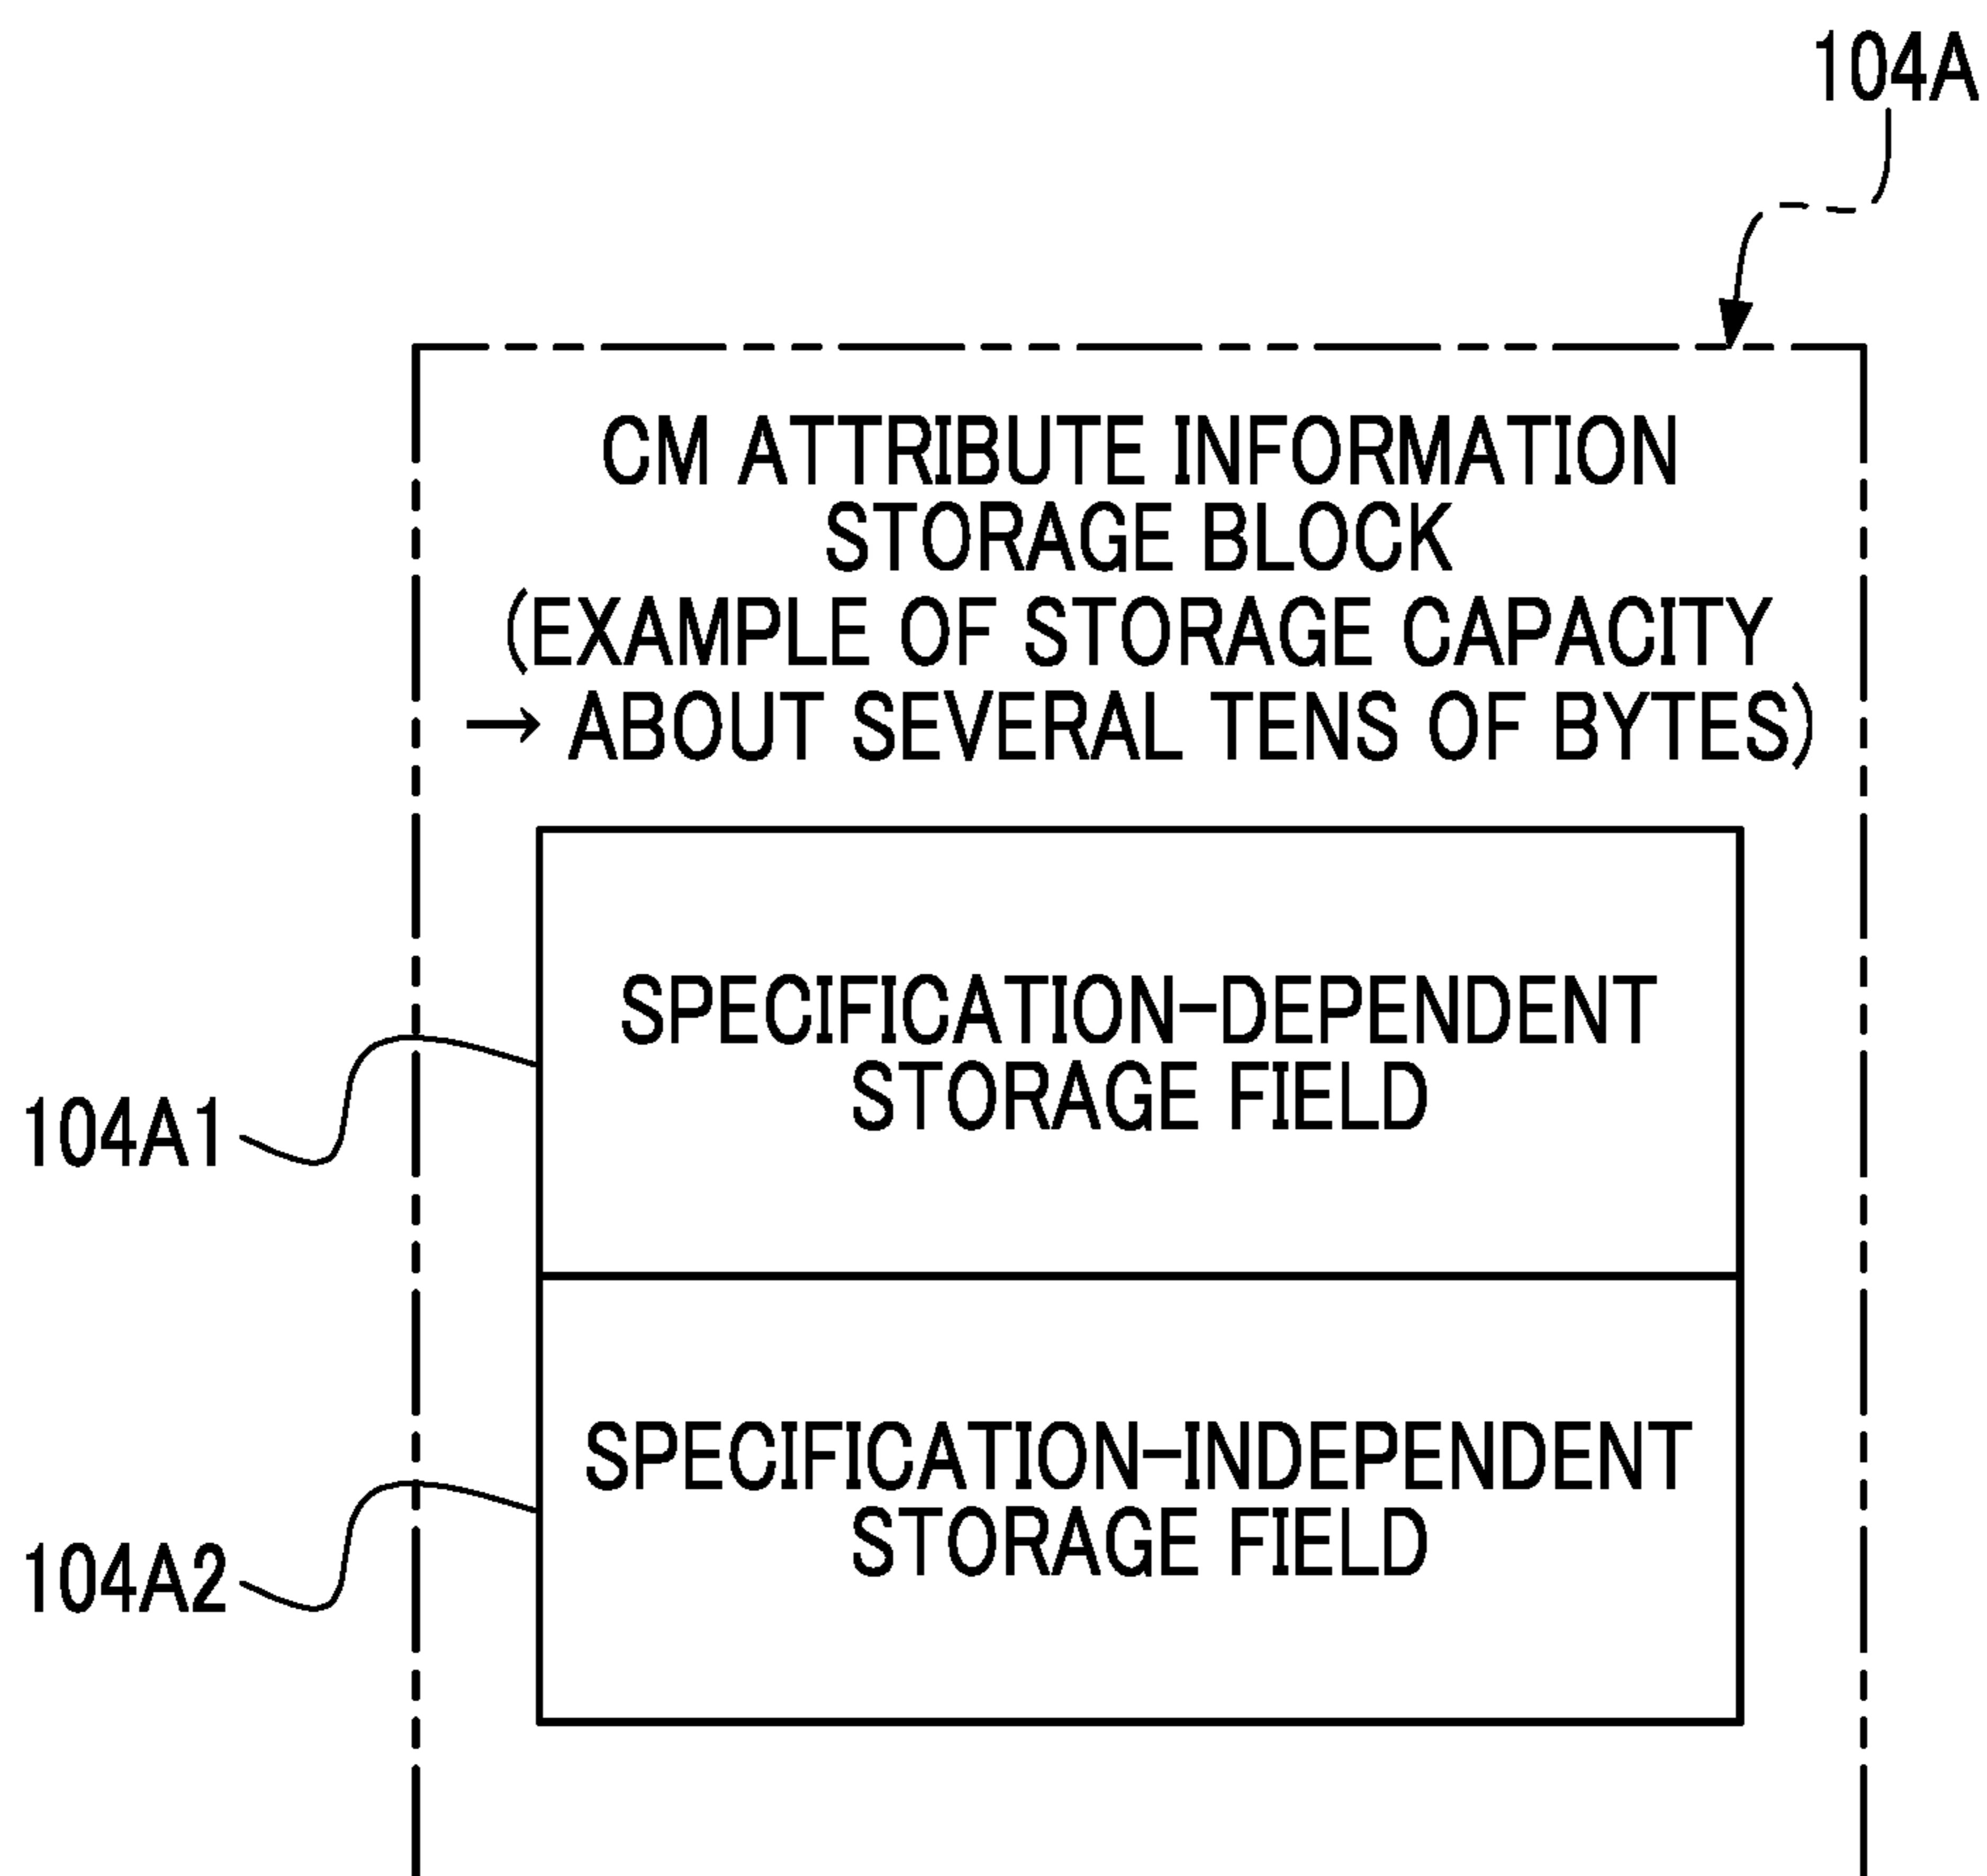 104A
CM ATTRIBUTE INFORMATION
STORAGE BLOCK
(EXAMPLE OF STORAGE CAPACITY
→ ABOUT SEVERAL TENS OF BYTES)
SPECIFICATION-DEPENDENT
STORAGE FIELD
104A1
SPECIFICATION-INDEPENDENT
STORAGE FIELD
104A2